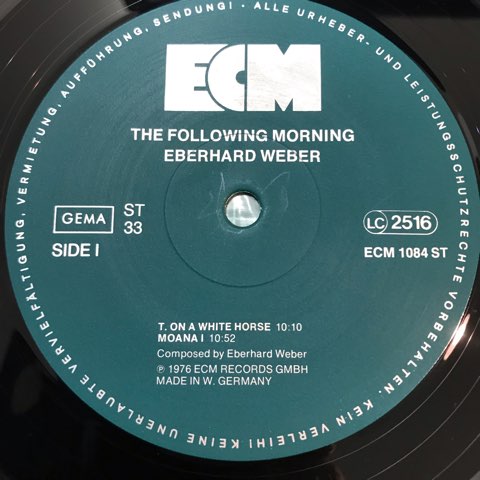 ECM
THE FOLLOWING MORNING
EBERHARD WEBER
GEMA
ST
33
SIDE I
LC 2516
ECM 1084 ST
T. ON A WHITE HORSE 10:10
MOANA I 10:52
Composed by Eberhard Weber
℗ 1976 ECM RECORDS GMBH
MADE IN W. GERMANY
ALLE URHEBER- UND LEISTUNGSSCHUTZRECHTE VORBEHALTEN. KEIN VERLEIH! KEINE UNERLAUBTE VERVIELFÄLTIGUNG, VERMIETUNG, AUFFÜHRUNG, SENDUNG! -